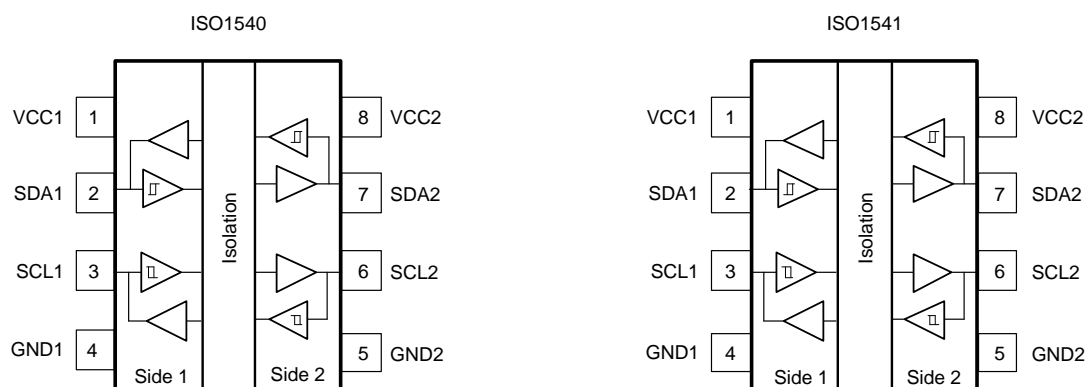 ISO1540
VCC1 1 8 VCC2
SDA1 2 7 SDA2
Isolation
SCL1 3 6 SCL2
GND1 4 5 GND2
Side 1 Side 2
ISO1541
VCC1 1 8 VCC2
SDA1 2 7 SDA2
Isolation
SCL1 3 6 SCL2
GND1 4 5 GND2
Side 1 Side 2